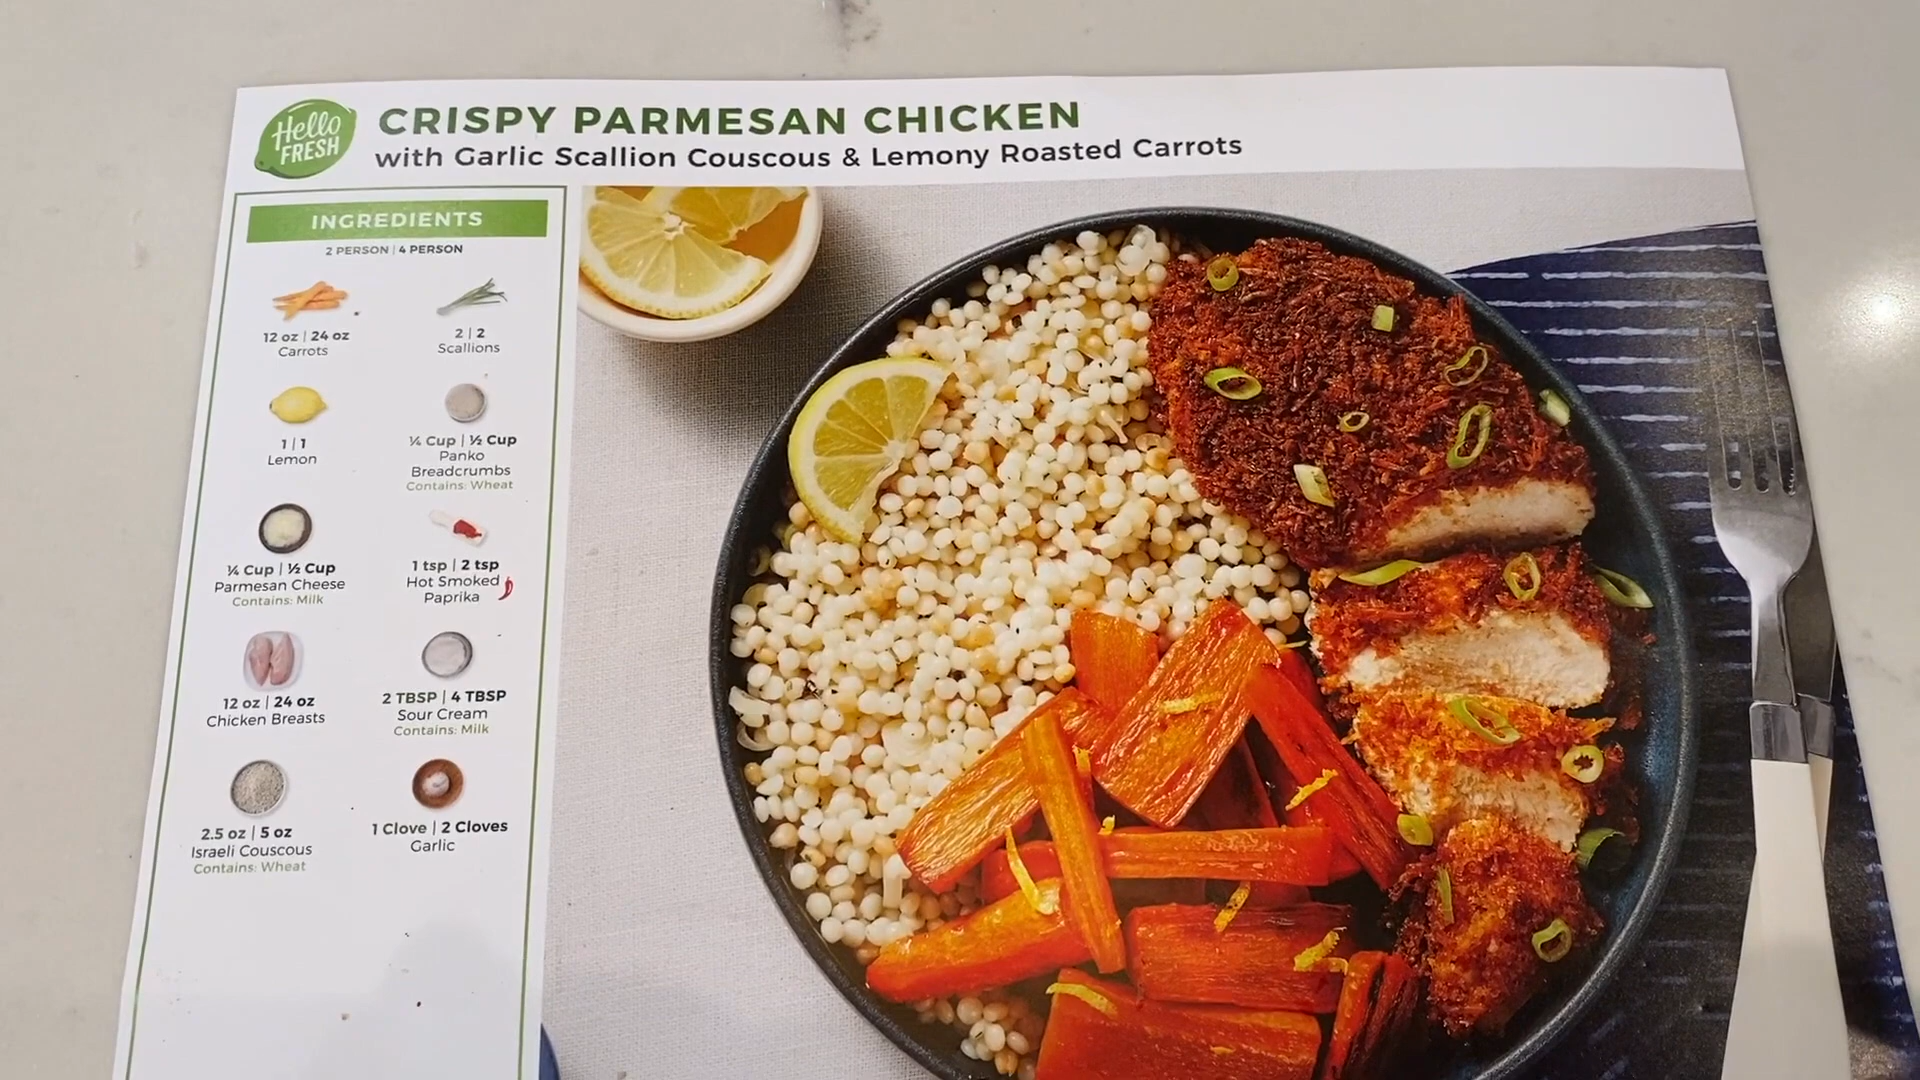 Hello
FRESH
CRISPY PARMESAN CHICKEN
with Garlic Scallion Couscous & Lemony Roasted Carrots
INGREDIENTS
2 PERSON | 4 PERSON
12 oz | 24 oz
Carrots
2 | 2
Scallions
1 | 1
Lemon
¼ Cup | ½ Cup
Panko
Breadcrumbs
Contains: Wheat
¼ Cup | ½ Cup
Parmesan Cheese
Contains: Milk
1 tsp | 2 tsp
Hot Smoked
Paprika
12 oz | 24 oz
Chicken Breasts
2 TBSP | 4 TBSP
Sour Cream
Contains: Milk
2.5 oz | 5 oz
Israeli Couscous
Contains: Wheat
1 Clove | 2 Cloves
Garlic